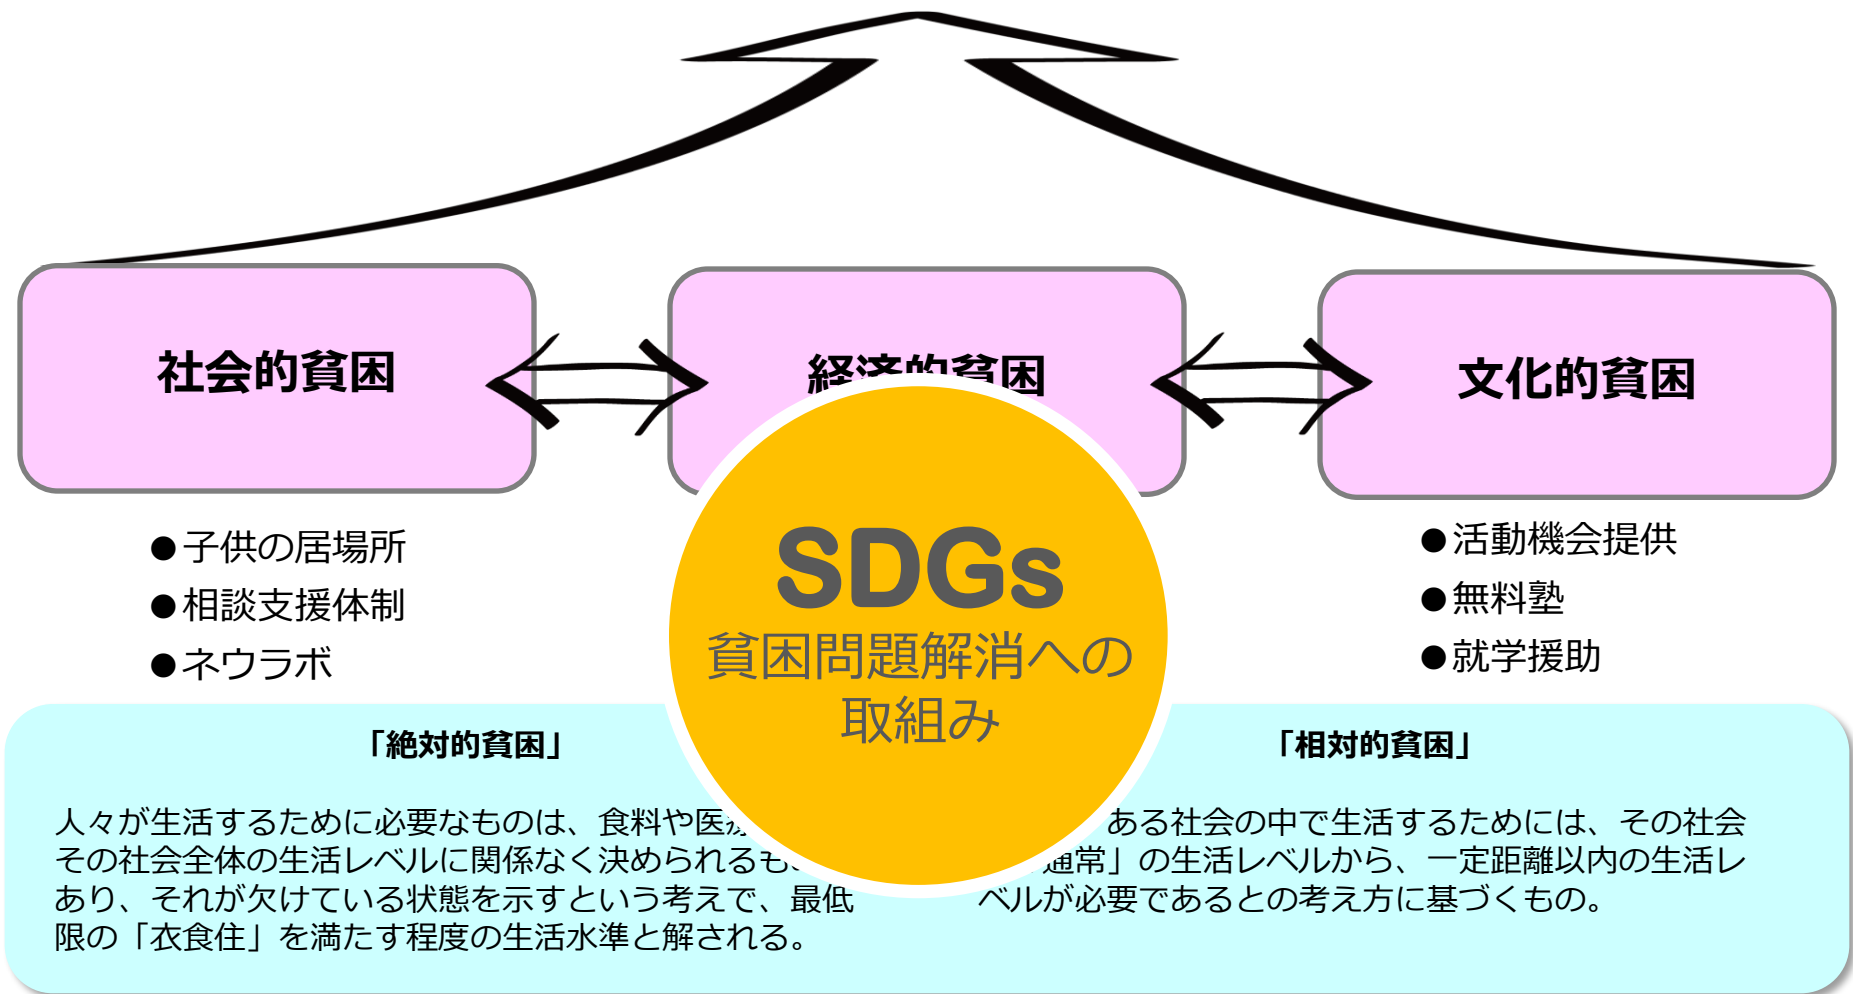 社会的貧困
経済的貧困
文化的貧困
●子供の居場所
●相談支援体制
●ネウラボ
SDGs
貧困問題解消への
取組み
●活動機会提供
●無料塾
●就学援助
「絶対的貧困」
人々が生活するために必要なものは、食料や医
その社会全体の生活レベルに関係なく決められるも
あり、それが欠けている状態を示すという考えで、最低
限の「衣食住」を満たす程度の生活水準と解される。
「相対的貧困」
ある社会の中で生活するためには、その社会
通常」の生活レベルから、一定距離以内の生活レ
ベルが必要であるとの考え方に基づくもの。